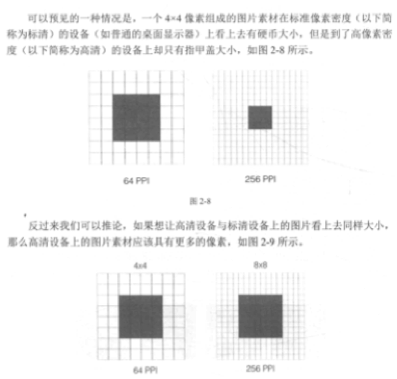 可以预见的一种情况是，一个 4×4 像素组成的图片素材在标准像素密度（以下简
称为标清）的设备（如普通的桌面显示器）上看上去有硬币大小，但是到了高像素密
度（以下简称为高清）的设备上却只有指甲盖大小，如图 2-8 所示。
64 PPI
256 PPI
图 2-8
反过来我们可以推论，如果想让高清设备与标清设备上的图片看上去同样大小，
那么高清设备上的图片素材应该具有更多的像素，如图 2-9 所示。
4x4
8x8
64 PPI
256 PPI